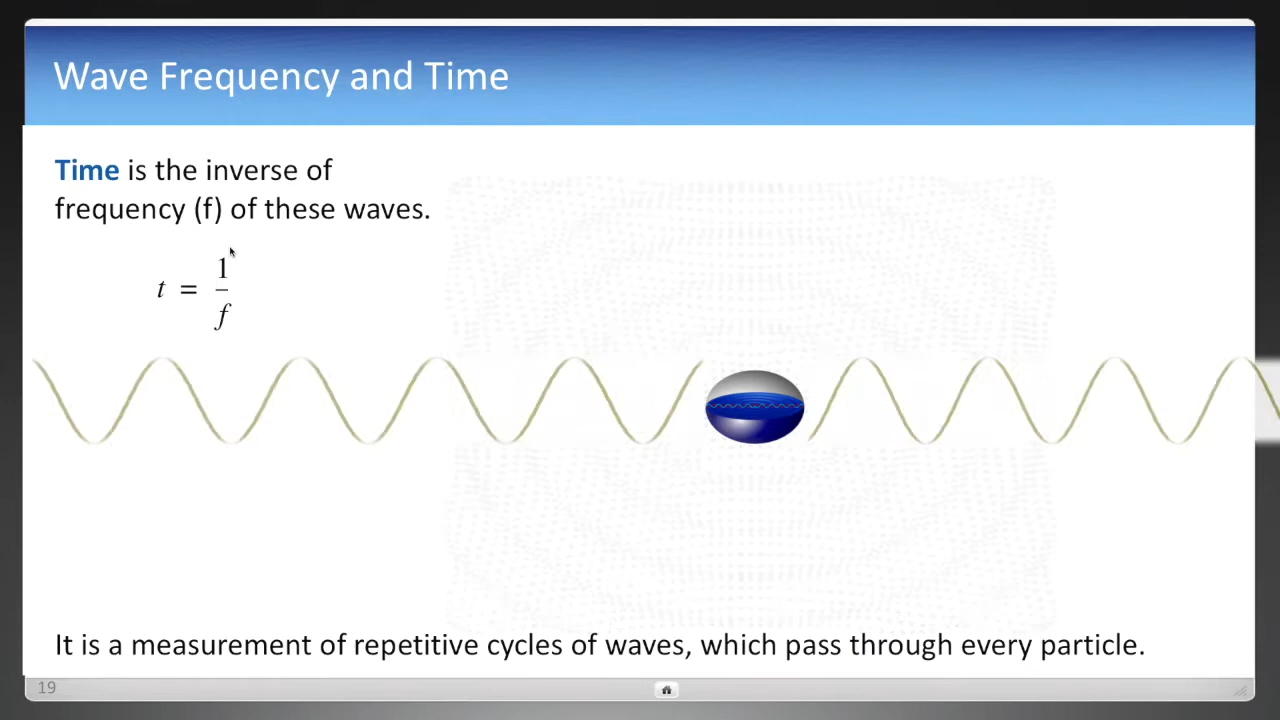 Wave Frequency and Time
Time is the inverse of
frequency (f) of these waves.
t = 1/f
It is a measurement of repetitive cycles of waves, which pass through every particle.
19